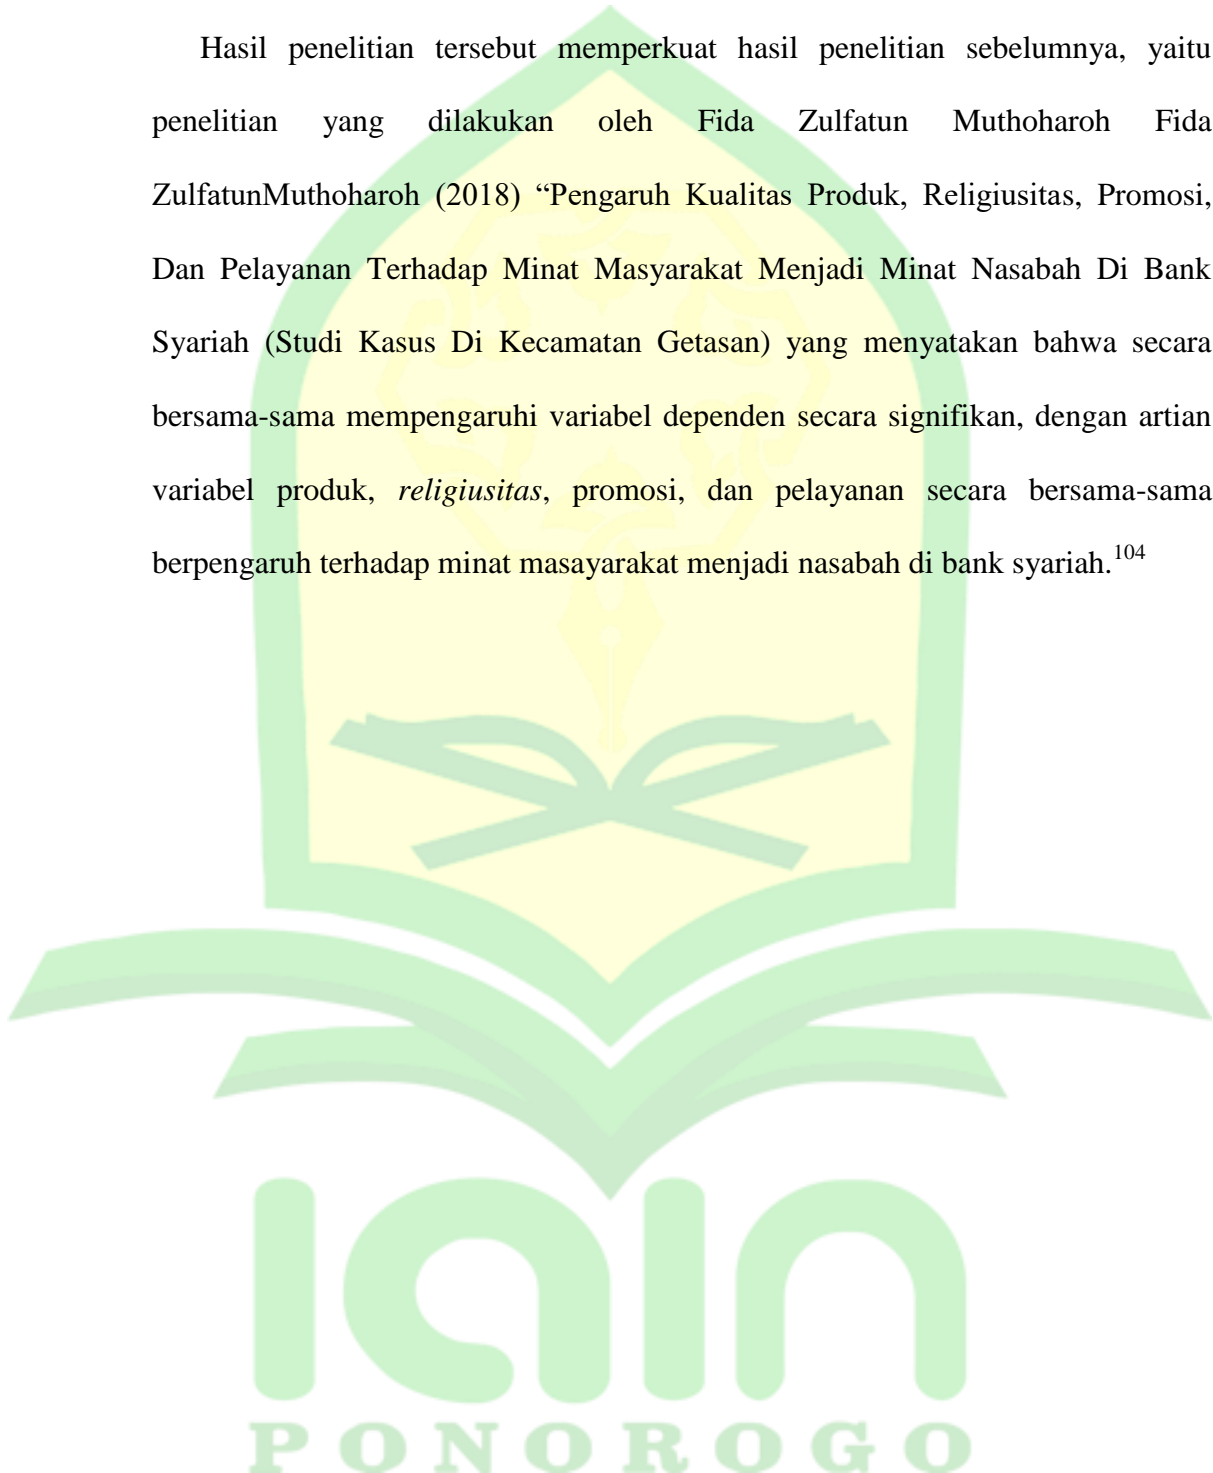 Hasil penelitian tersebut memperkuat hasil penelitian sebelumnya, yaitu
penelitian yang dilakukan oleh Fida Zulfatun Muthoharoh Fida
ZulfatunMuthoharoh (2018) “Pengaruh Kualitas Produk, Religiusitas, Promosi,
Dan Pelayanan Terhadap Minat Masyarakat Menjadi Minat Nasabah Di Bank
Syariah (Studi Kasus Di Kecamatan Getasan) yang menyatakan bahwa secara
bersama-sama mempengaruhi variabel dependen secara signifikan, dengan artian
variabel produk, religiusitas, promosi, dan pelayanan secara bersama-sama
berpengaruh terhadap minat masayarakat menjadi nasabah di bank syariah.104
iain
PONOROGO